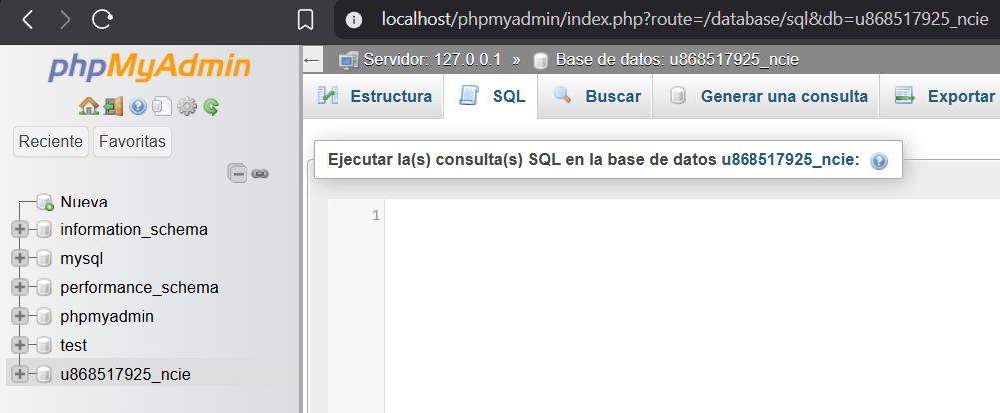 localhost/phpmyadmin/index.php?route=/database/sql&db=u868517925_ncie
phpMyAdmin
Reciente Favoritas
Nueva
information_schema
mysql
performance_schema
phpmyadmin
test
u868517925_ncie
Servidor: 127.0.0.1 » Base de datos: u868517925_ncie
Estructura SQL Buscar Generar una consulta Exportar
Ejecutar la(s) consulta(s) SQL en la base de datos u868517925_ncie:
1